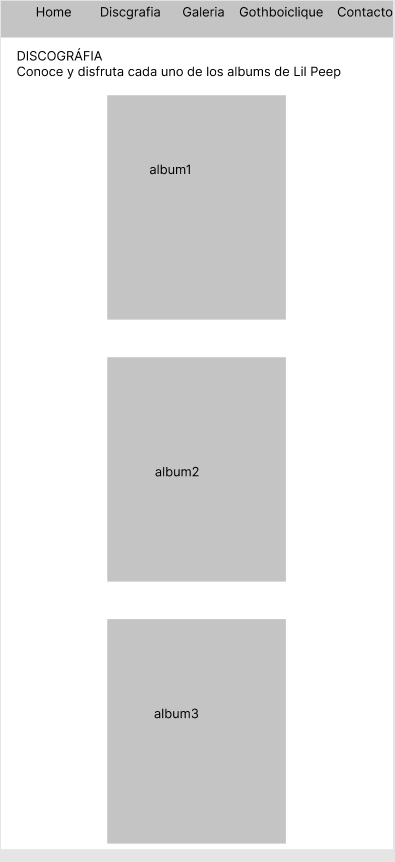 Home Discgrafia Galeria Gothboiclique Contacto
DISCOGRÁFIA
Conoce y disfruta cada uno de los albums de Lil Peep
album1
album2
album3